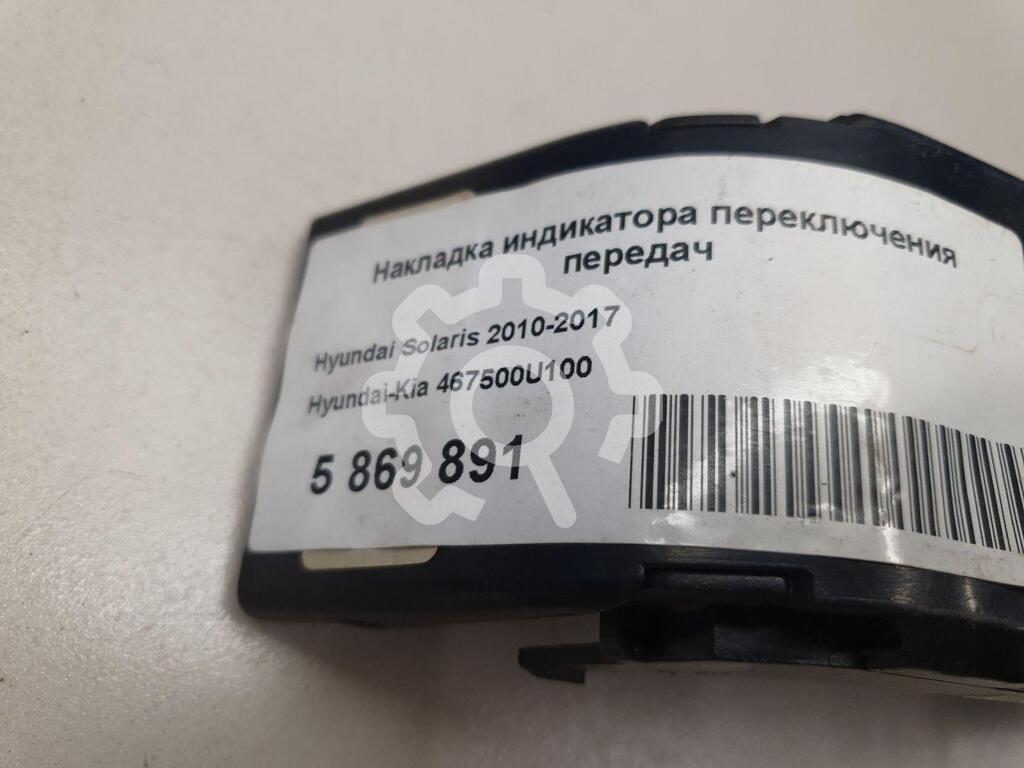 Накладка индикатора переключения
передач
Hyundai Solaris 2010-2017
Hyundai-Kia 467500U100
5 869 891